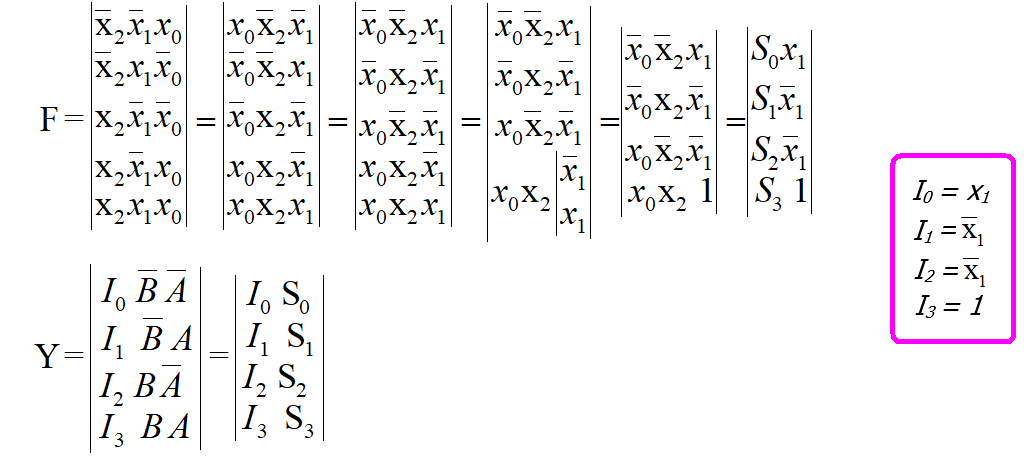 x̄₂x̄₁x₀ x₀x̄₂x̄₁ x̄₀x̄₂x₁ x̄₀x̄₂x₁ x̄₀x̄₂x₁ S₀x₁
x̄₂x₁x̄₀ x̄₀x̄₂x₁ x̄₀x₂x̄₁ x̄₀x₂x̄₁ x̄₀x₂x̄₁ S₁x̄₁
F = x₂x̄₁x̄₀ = x̄₀x₂x̄₁ = x₀x̄₂x̄₁ = x₀x̄₂x̄₁ = x₀x̄₂x̄₁ = S₂x̄₁
x₂x̄₁x₀ x₀x₂x̄₁ x₀x₂x̄₁ x₀x₂ x̄₁ x₀x₂ 1 S₃ 1
x₂x₁x₀ x₀x₂x₁ x₀x₂x₁ x₁
I₀ = x₁
I₁ = x̄₁
I₂ = x̄₁
I₃ = 1
I₀ B̄ Ā I₀ S₀
I₁ B̄ A I₁ S₁
Y = I₂ B Ā = I₂ S₂
I₃ B A I₃ S₃